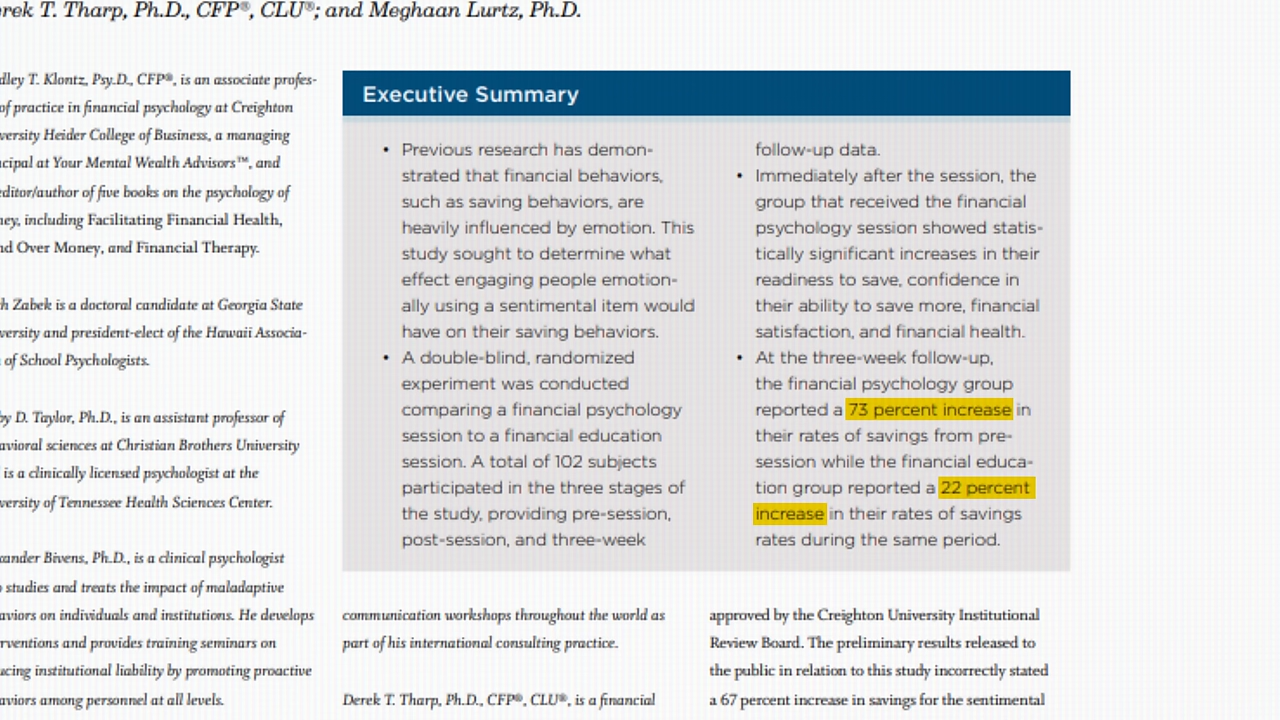 rek T. Tharp, Ph.D., CFP®, CLU®; and Meghaan Lurtz, Ph.D.
dley T. Klontz, Psy.D., CFP®, is an associate profes-
of practice in financial psychology at Creighton
versity Heider College of Business, a managing
cipal at Your Mental Wealth Advisors™, and
editor/author of five books on the psychology of
ney, including Facilitating Financial Health,
nd Over Money, and Financial Therapy.
h Zabek is a doctoral candidate at Georgia State
versity and president-elect of the Hawaii Associa-
of School Psychologists.
by D. Taylor, Ph.D., is an assistant professor of
avioral sciences at Christian Brothers University
is a clinically licensed psychologist at the
versity of Tennessee Health Sciences Center.
xander Bivens, Ph.D., is a clinical psychologist
o studies and treats the impact of maladaptive
aviors on individuals and institutions. He develops
rventions and provides training seminars on
ucing institutional liability by promoting proactive
aviors among personnel at all levels.
Executive Summary
• Previous research has demon-
strated that financial behaviors,
such as saving behaviors, are
heavily influenced by emotion. This
study sought to determine what
effect engaging people emotion-
ally using a sentimental item would
have on their saving behaviors.
• A double-blind, randomized
experiment was conducted
comparing a financial psychology
session to a financial education
session. A total of 102 subjects
participated in the three stages of
the study, providing pre-session,
post-session, and three-week
follow-up data.
• Immediately after the session, the
group that received the financial
psychology session showed statis-
tically significant increases in their
readiness to save, confidence in
their ability to save more, financial
satisfaction, and financial health.
• At the three-week follow-up,
the financial psychology group
reported a 73 percent increase in
their rates of savings from pre-
session while the financial educa-
tion group reported a 22 percent
increase in their rates of savings
rates during the same period.
communication workshops throughout the world as
part of his international consulting practice.
Derek T. Tharp, Ph.D., CFP®, CLU®, is a financial
approved by the Creighton University Institutional
Review Board. The preliminary results released to
the public in relation to this study incorrectly stated
a 67 percent increase in savings for the sentimental